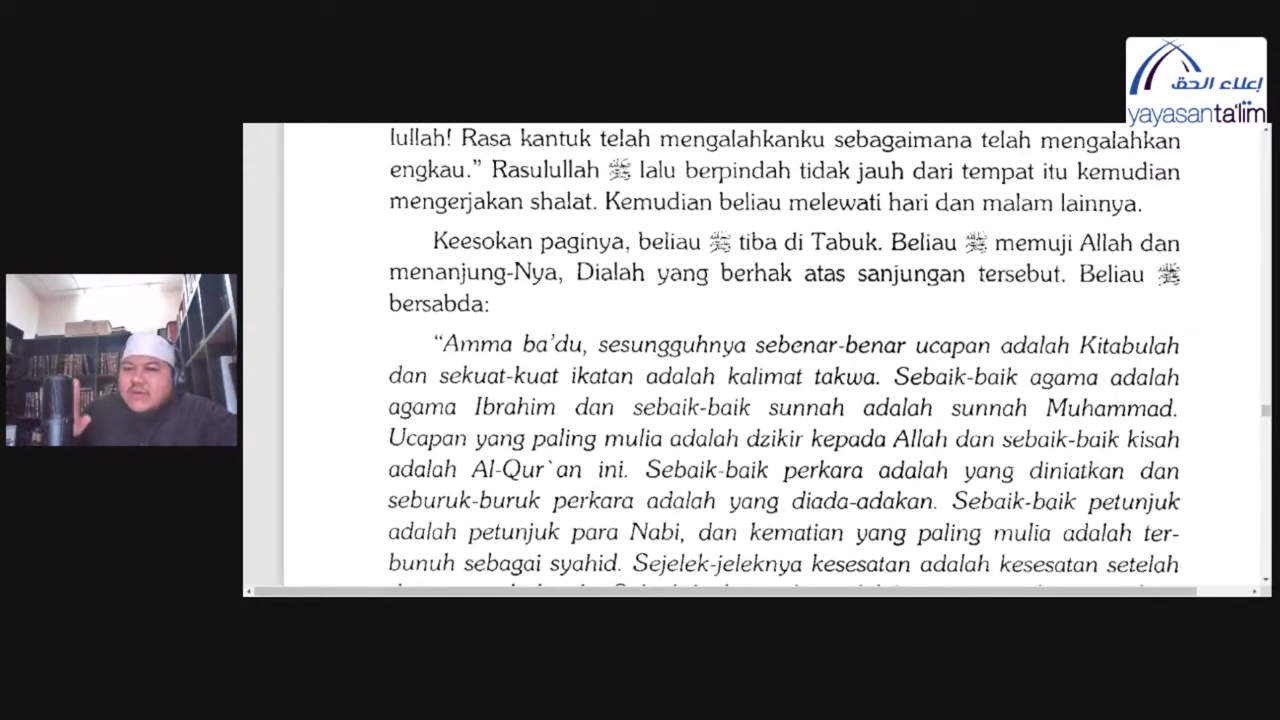 إعلاء الحق
yayasanta'lim
lullah! Rasa kantuk telah mengalahkanku sebagaimana telah mengalahkan
engkau." Rasulullah ﷺ lalu berpindah tidak jauh dari tempat itu kemudian
mengerjakan shalat. Kemudian beliau melewati hari dan malam lainnya.
Keesokan paginya, beliau ﷺ tiba di Tabuk. Beliau ﷺ memuji Allah dan
menanjung-Nya, Dialah yang berhak atas sanjungan tersebut. Beliau ﷺ
bersabda:
"Amma ba'du, sesungguhnya sebenar-benar ucapan adalah Kitabulah
dan sekuat-kuat ikatan adalah kalimat takwa. Sebaik-baik agama adalah
agama Ibrahim dan sebaik-baik sunnah adalah sunnah Muhammad.
Ucapan yang paling mulia adalah dzikir kepada Allah dan sebaik-baik kisah
adalah Al-Qur`an ini. Sebaik-baik perkara adalah yang diniatkan dan
seburuk-buruk perkara adalah yang diada-adakan. Sebaik-baik petunjuk
adalah petunjuk para Nabi, dan kematian yang paling mulia adalah ter-
bunuh sebagai syahid. Sejelek-jeleknya kesesatan adalah kesesatan setelah